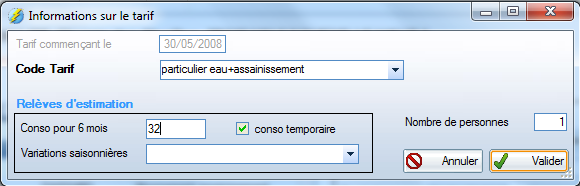 Informations sur le tarif
Tarif commençant le 30/05/2008
Code Tarif particulier eau+assainissement
Relèves d'estimation
Conso pour 6 mois 32 conso temporaire
Nombre de personnes 1
Variations saisonnières
Annuler Valider